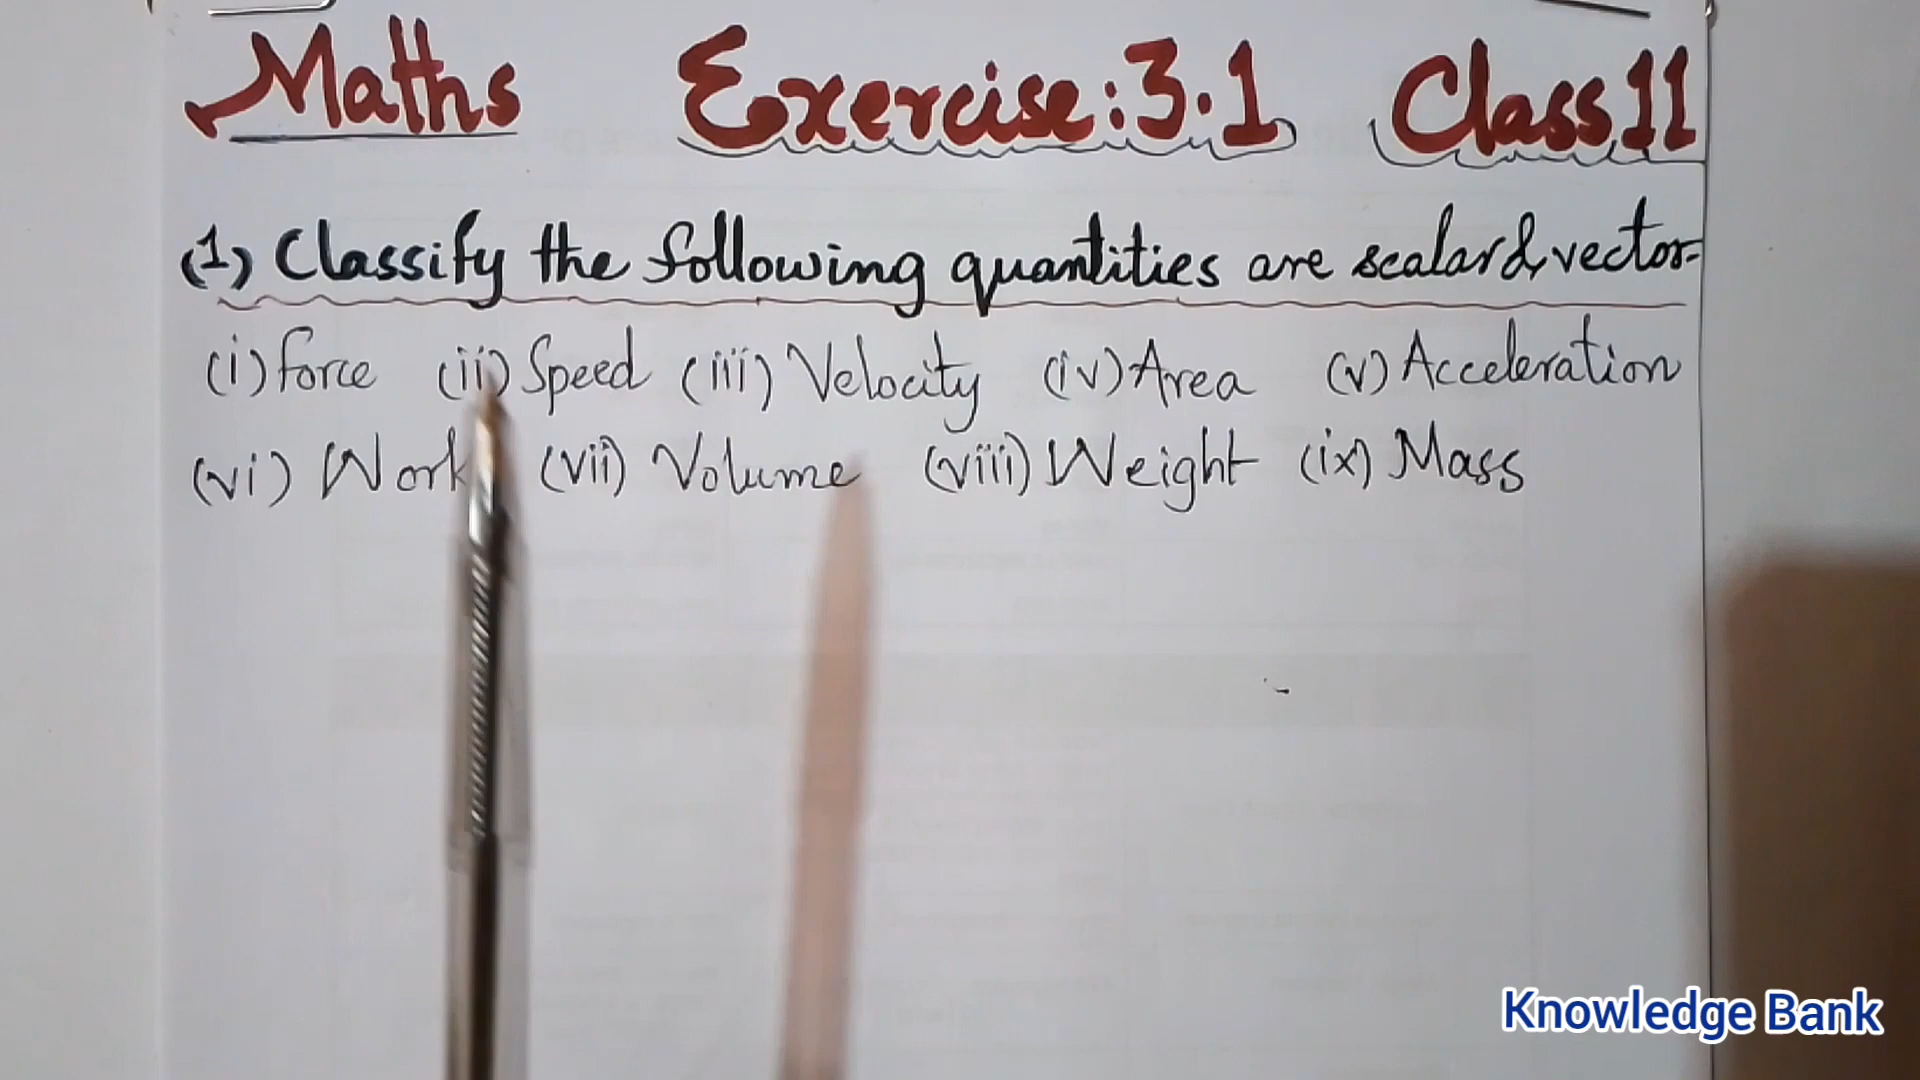 Maths Exercise:3.1 Class 11
(1) Classify the following quantities are scalar & vector-
(i) Force (ii) Speed (iii) Velocity (iv) Area (v) Acceleration
(vi) Work (vii) Volume (viii) Weight (ix) Mass
Knowledge Bank